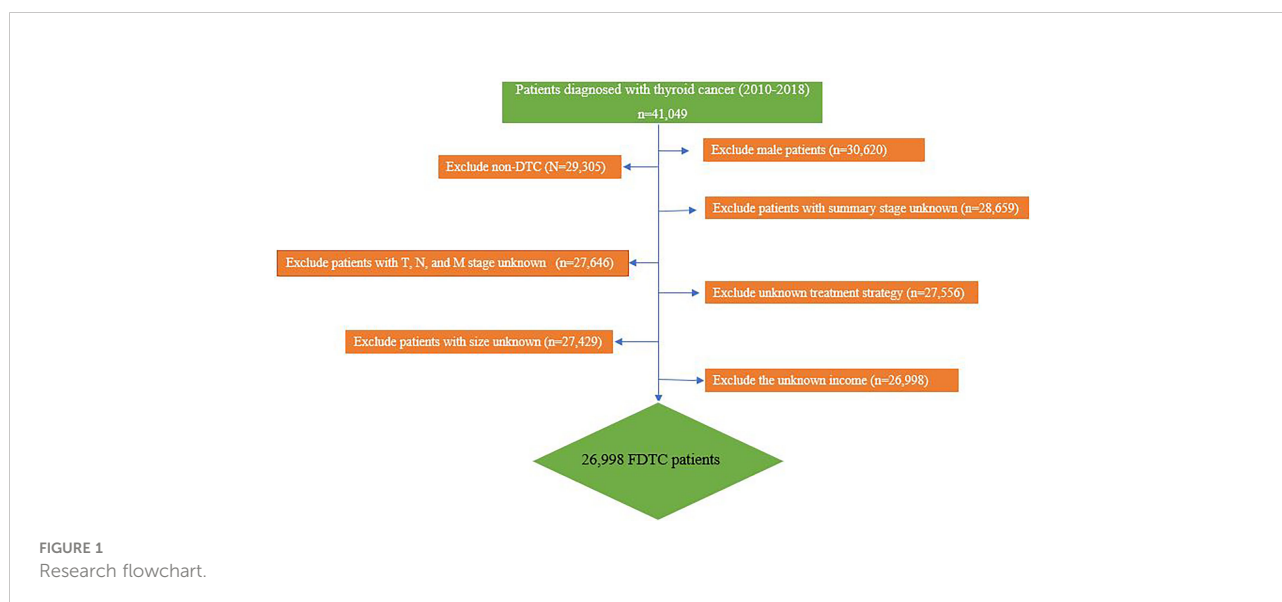 Patients diagnosed with thyroid cancer (2010-2018)
n=41,049
Exclude male patients (n=30,620)
Exclude non-DTC (N=29,305)
Exclude patients with summary stage unknown (n=28,659)
Exclude patients with T, N, and M stage unknown (n=27,646)
Exclude unknown treatment strategy (n=27,556)
Exclude patients with size unknown (n=27,429)
Exclude the unknown income (n=26,998)
26,998 FDTC patients
FIGURE 1
Research flowchart.